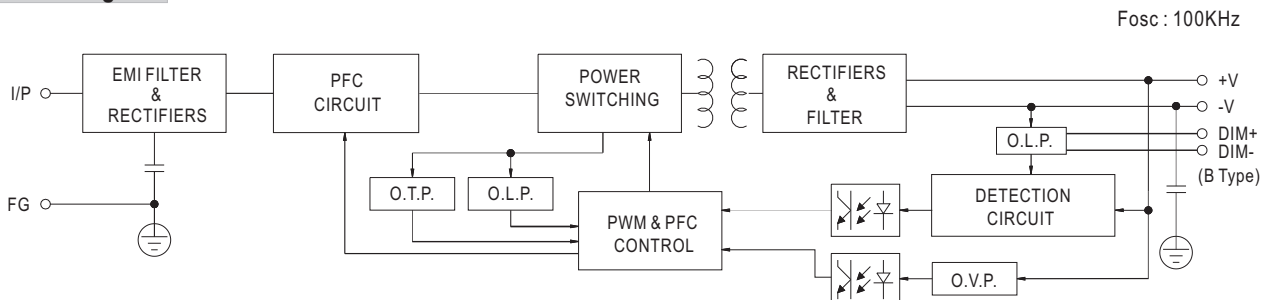 Fosc : 100KHz
I/P
EMI FILTER
&
RECTIFIERS
PFC
CIRCUIT
POWER
SWITCHING
RECTIFIERS
&
FILTER
+V
-V
DIM+
DIM-
(B Type)
O.L.P.
FG
O.T.P.
O.L.P.
PWM & PFC
CONTROL
DETECTION
CIRCUIT
O.V.P.